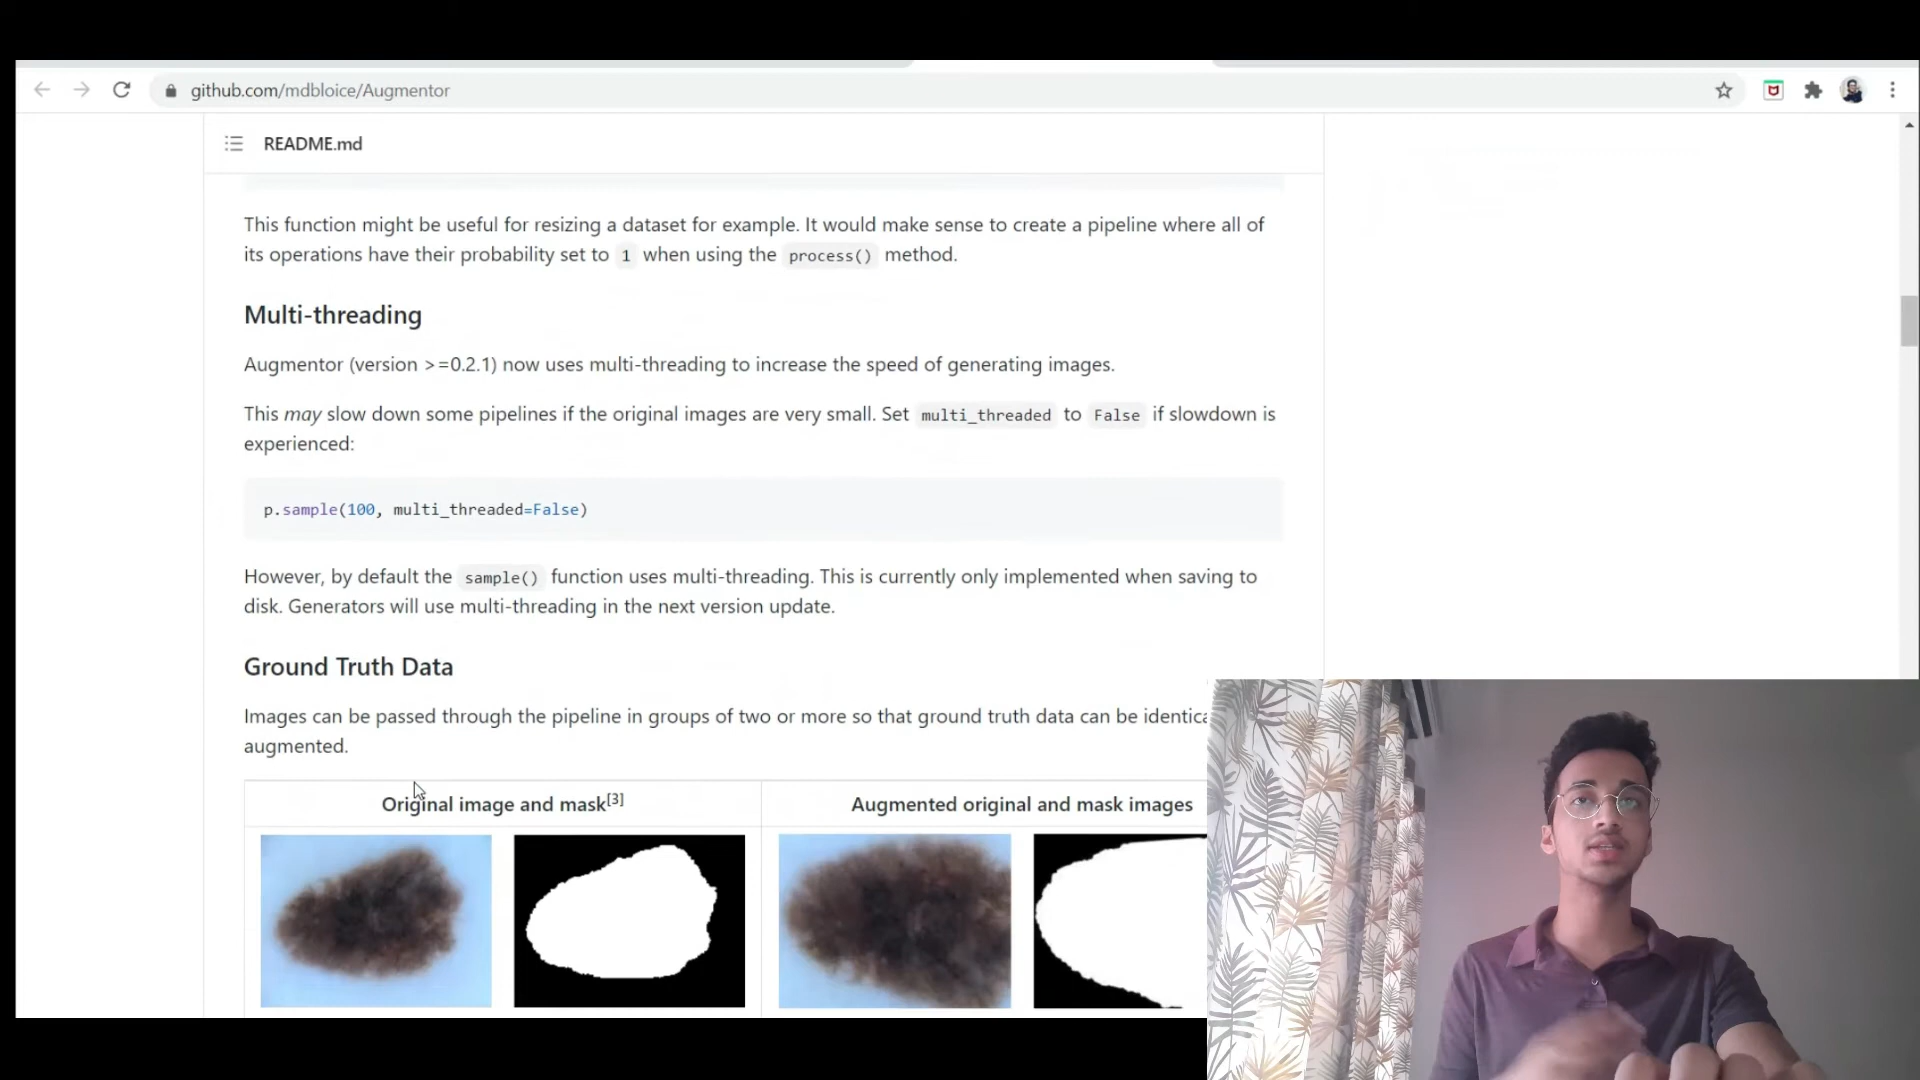 github.com/mdbloice/Augmentor
README.md
This function might be useful for resizing a dataset for example. It would make sense to create a pipeline where all of
its operations have their probability set to 1 when using the process() method.
Multi-threading
Augmentor (version >=0.2.1) now uses multi-threading to increase the speed of generating images.
This may slow down some pipelines if the original images are very small. Set multi_threaded to False if slowdown is
experienced:
p.sample(100, multi_threaded=False)
However, by default the sample() function uses multi-threading. This is currently only implemented when saving to
disk. Generators will use multi-threading in the next version update.
Ground Truth Data
Images can be passed through the pipeline in groups of two or more so that ground truth data can be identica
augmented.
Original image and mask[3]
Augmented original and mask images